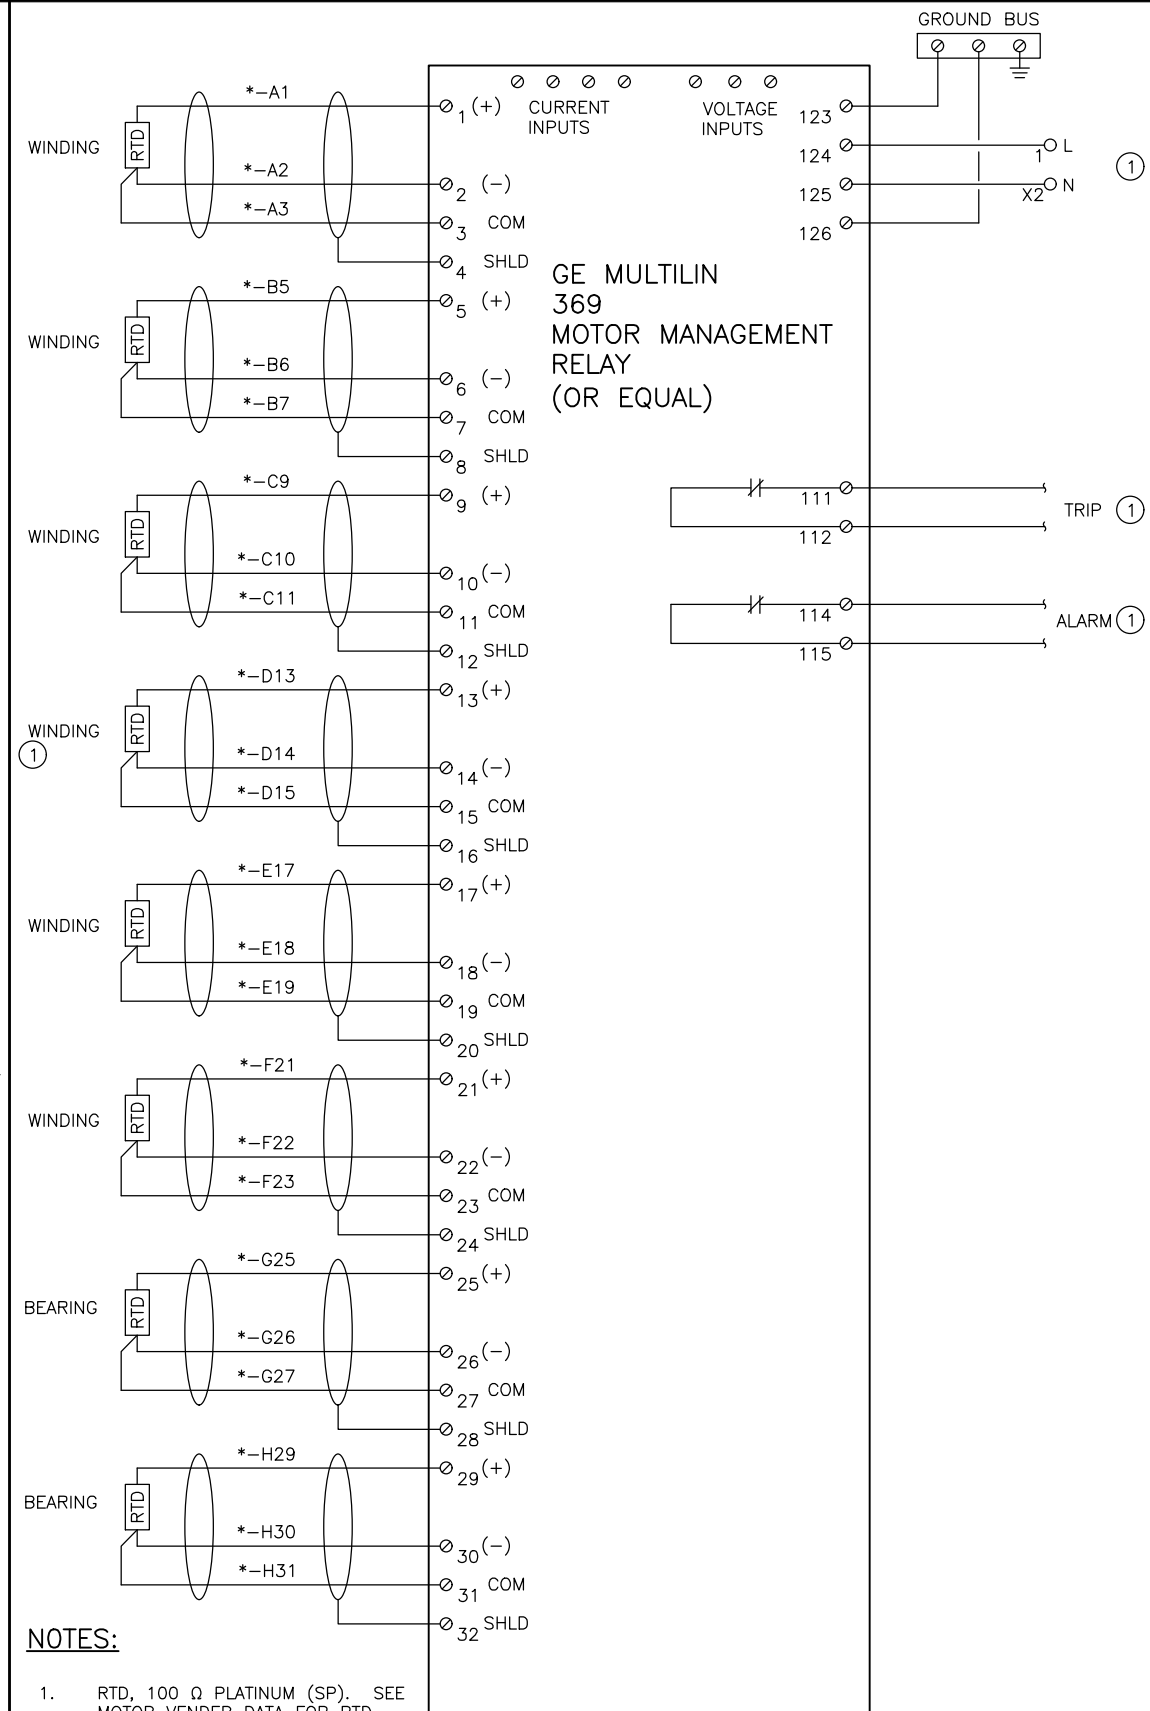 GROUND BUS
CURRENT
INPUTS
VOLTAGE
INPUTS
123
124
1
L
125
X2
N
126
1
GE MULTILIN
369
MOTOR MANAGEMENT
RELAY
(OR EQUAL)
111
112
TRIP
1
114
115
ALARM
1
WINDING
RTD
*-A1
1 (+)
*-A2
2 (-)
*-A3
3 COM
4 SHLD
WINDING
RTD
*-B5
5 (+)
*-B6
6 (-)
*-B7
7 COM
8 SHLD
WINDING
RTD
*-C9
9 (+)
*-C10
10 (-)
*-C11
11 COM
12 SHLD
WINDING
1
RTD
*-D13
13 (+)
*-D14
14 (-)
*-D15
15 COM
16 SHLD
WINDING
RTD
*-E17
17 (+)
*-E18
18 (-)
*-E19
19 COM
20 SHLD
WINDING
RTD
*-F21
21 (+)
*-F22
22 (-)
*-F23
23 COM
24 SHLD
BEARING
RTD
*-G25
25 (+)
*-G26
26 (-)
*-G27
27 COM
28 SHLD
BEARING
RTD
*-H29
29 (+)
*-H30
30 (-)
*-H31
31 COM
32 SHLD
NOTES:
1. RTD, 100 Ω PLATINUM (SP). SEE
MOTOR VENDER DATA FOR RTD